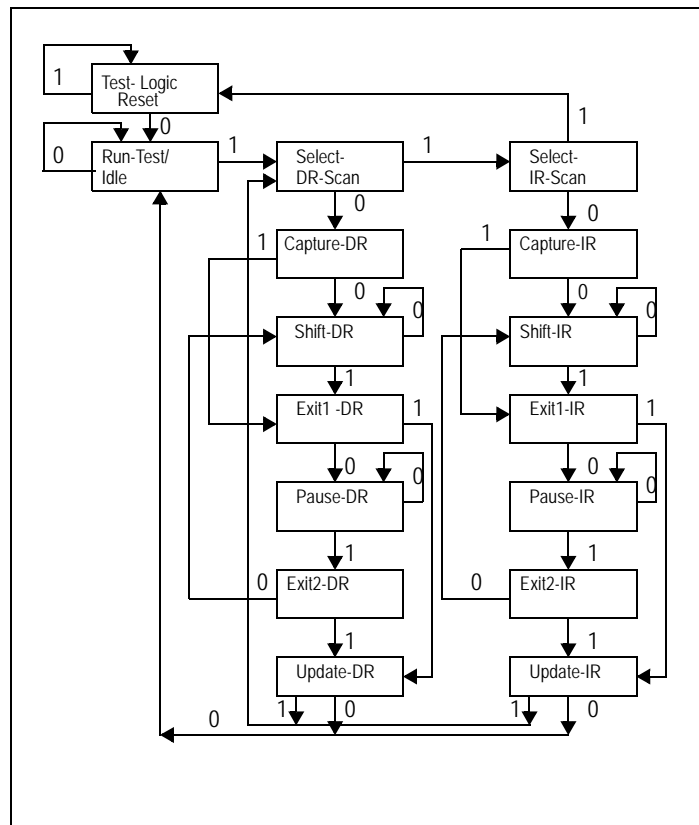 1
Test- Logic
Reset
0
1
0
Run-Test/
Idle
1
Select-
DR-Scan
1
Select-
IR-Scan
0
0
1
Capture-DR
1
Capture-IR
0
0
Shift-DR
0
Shift-IR
0
1
1
Exit1 -DR
1
Exit1-IR
1
0
0
Pause-DR
0
Pause-IR
0
1
1
0
Exit2-DR
0
Exit2-IR
1
1
Update-DR
Update-IR
1
0
1
0
0